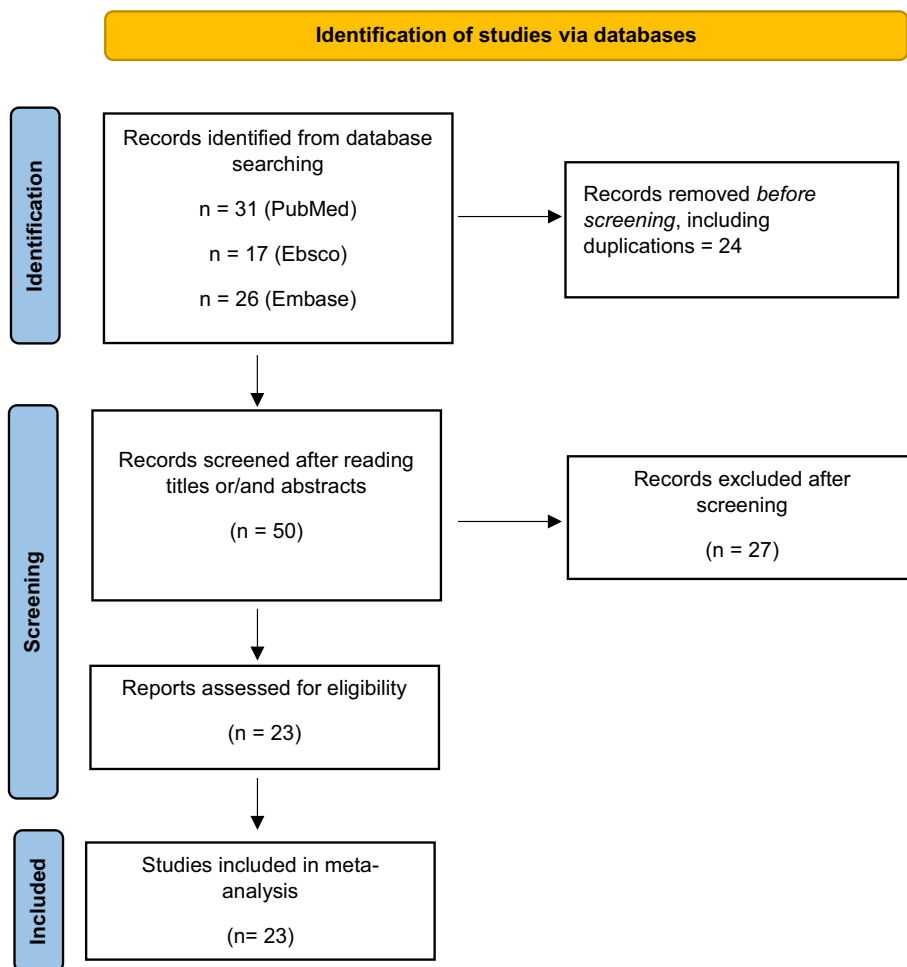 Identification of studies via databases
Identification
Records identified from database
searching
n = 31 (PubMed)
n = 17 (Ebsco)
n = 26 (Embase)
Records removed before
screening, including
duplications = 24
Screening
Records screened after reading
titles or/and abstracts
(n = 50)
Records excluded after
screening
(n = 27)
Reports assessed for eligibility
(n = 23)
Included
Studies included in meta-
analysis
(n= 23)